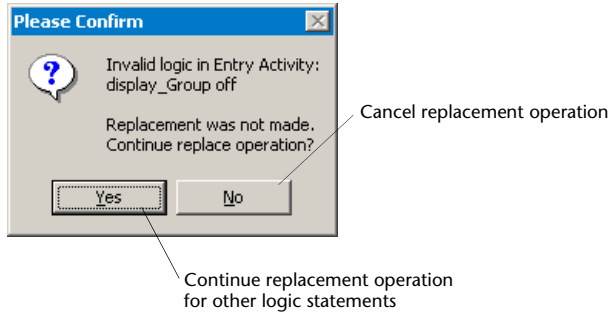 Please Confirm
Invalid logic in Entry Activity:
display_Group off
Replacement was not made.
Continue replace operation?
Yes
No
Cancel replacement operation
Continue replacement operation
for other logic statements